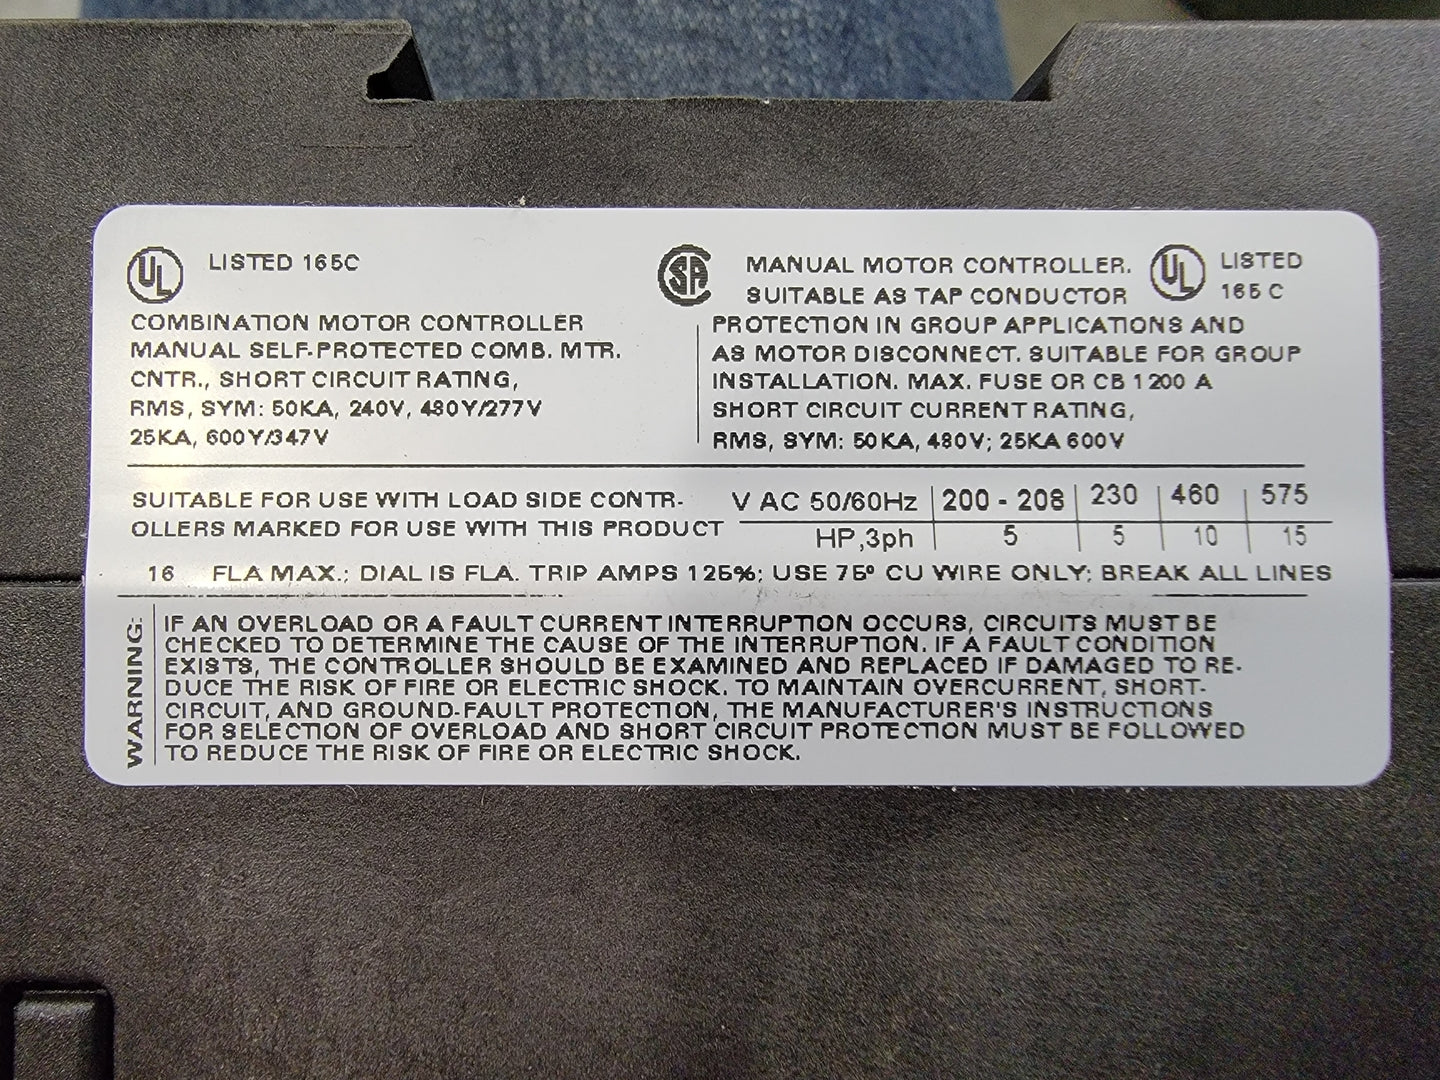 UL LISTED 165C
COMBINATION MOTOR CONTROLLER
MANUAL SELF-PROTECTED COMB. MTR.
CNTR., SHORT CIRCUIT RATING,
RMS, SYM: 50KA, 240V, 480Y/277V
25KA, 600Y/347V
SA MANUAL MOTOR CONTROLLER. UL LISTED
SUITABLE AS TAP CONDUCTOR 165 C
PROTECTION IN GROUP APPLICATIONS AND
AS MOTOR DISCONNECT. SUITABLE FOR GROUP
INSTALLATION. MAX. FUSE OR CB 1200 A
SHORT CIRCUIT CURRENT RATING,
RMS, SYM: 50KA, 480V; 25KA 600V
SUITABLE FOR USE WITH LOAD SIDE CONTR-
OLLERS MARKED FOR USE WITH THIS PRODUCT
V AC 50/60Hz 200 - 208 230 460 575
HP,3ph 5 5 10 15
16 FLA MAX.; DIAL IS FLA. TRIP AMPS 125%; USE 75° CU WIRE ONLY; BREAK ALL LINES
WARNING:
IF AN OVERLOAD OR A FAULT CURRENT INTERRUPTION OCCURS, CIRCUITS MUST BE
CHECKED TO DETERMINE THE CAUSE OF THE INTERRUPTION. IF A FAULT CONDITION
EXISTS, THE CONTROLLER SHOULD BE EXAMINED AND REPLACED IF DAMAGED TO RE-
DUCE THE RISK OF FIRE OR ELECTRIC SHOCK. TO MAINTAIN OVERCURRENT, SHORT-
CIRCUIT, AND GROUND-FAULT PROTECTION, THE MANUFACTURER'S INSTRUCTIONS
FOR SELECTION OF OVERLOAD AND SHORT CIRCUIT PROTECTION MUST BE FOLLOWED
TO REDUCE THE RISK OF FIRE OR ELECTRIC SHOCK.